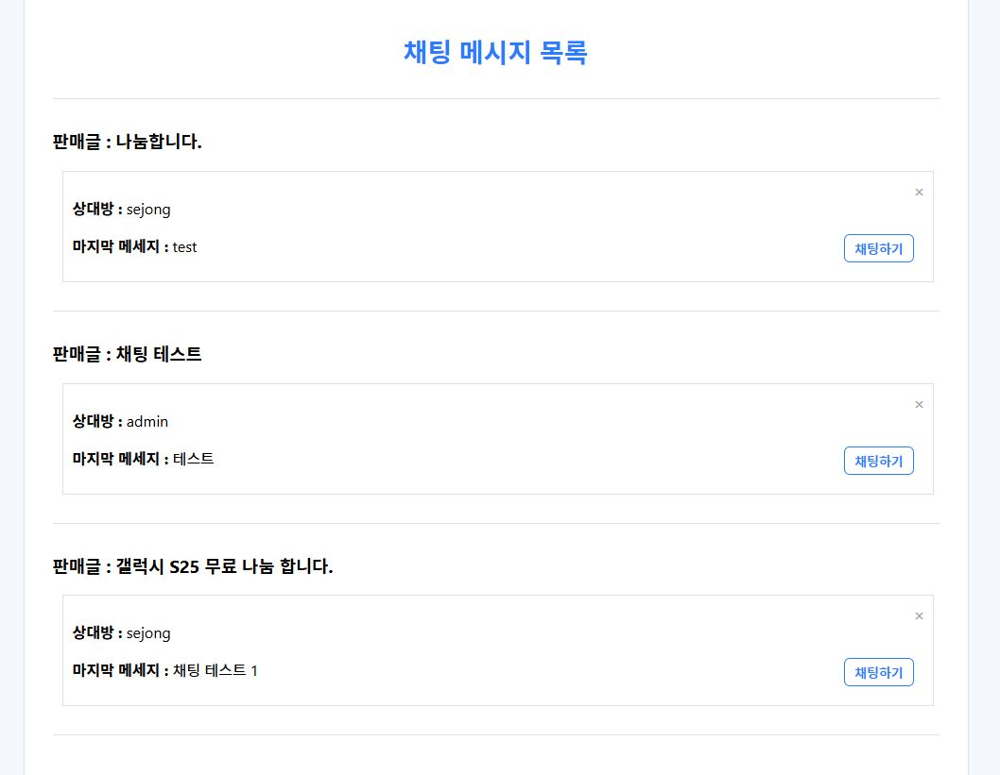 채팅 메시지 목록
판매글 : 나눔합니다.
×
상대방 : sejong
마지막 메세지 : test
채팅하기
판매글 : 채팅 테스트
×
상대방 : admin
마지막 메세지 : 테스트
채팅하기
판매글 : 갤럭시 S25 무료 나눔 합니다.
×
상대방 : sejong
마지막 메세지 : 채팅 테스트 1
채팅하기